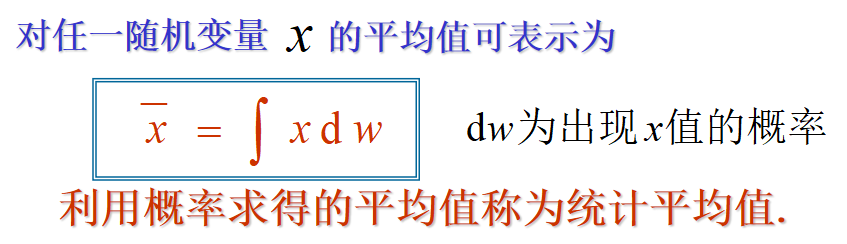 对任一随机变量 x 的平均值可表示为
x̅ = ∫ x d w dw为出现x值的概率
利用概率求得的平均值称为统计平均值.